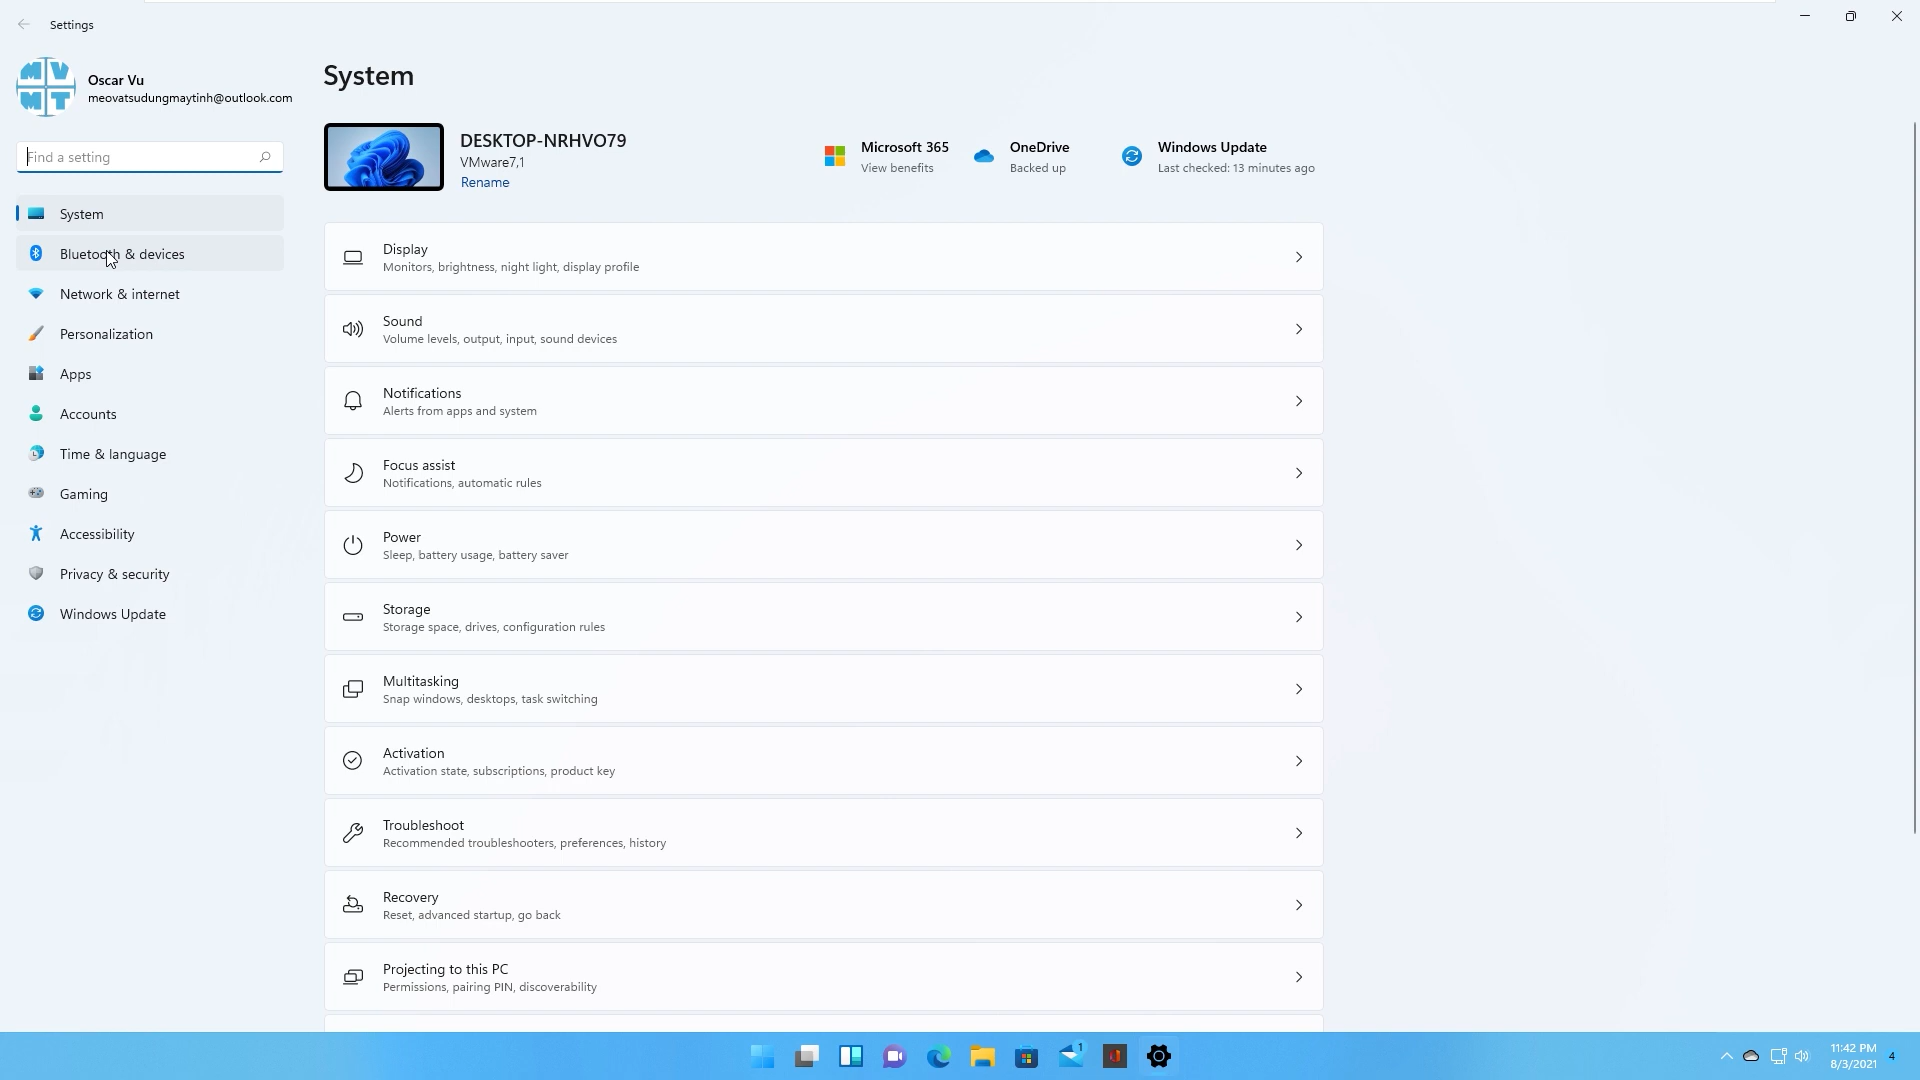 Settings
Oscar Vu
meovatsudungmaytinh@outlook.com
Find a setting
System
Bluetooth & devices
Network & internet
Personalization
Apps
Accounts
Time & language
Gaming
Accessibility
Privacy & security
Windows Update
System
DESKTOP-NRHVO79
VMware7,1
Rename
Microsoft 365
View benefits
OneDrive
Backed up
Windows Update
Last checked: 13 minutes ago
Display
Monitors, brightness, night light, display profile
Sound
Volume levels, output, input, sound devices
Notifications
Alerts from apps and system
Focus assist
Notifications, automatic rules
Power
Sleep, battery usage, battery saver
Storage
Storage space, drives, configuration rules
Multitasking
Snap windows, desktops, task switching
Activation
Activation state, subscriptions, product key
Troubleshoot
Recommended troubleshooters, preferences, history
Recovery
Reset, advanced startup, go back
Projecting to this PC
Permissions, pairing PIN, discoverability
1
11:42 PM
8/3/2021
4